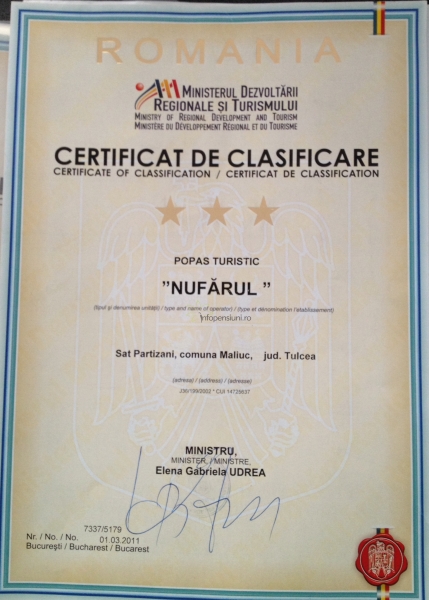 ROMANIA
MINISTERUL DEZVOLTĂRII
REGIONALE ȘI TURISMULUI
MINISTRY OF REGIONAL DEVELOPMENT AND TOURISM
MINISTÈRE DU DÉVELOPPEMENT RÉGIONAL ET DU TOURISME
CERTIFICAT DE CLASIFICARE
CERTIFICATE OF CLASSIFICATION / CERTIFICAT DE CLASSIFICATION
POPAS TURISTIC
”NUFĂRUL ”
(tipul și denumirea unității) / type and name of operator) / (type et dénomination l'établissement)
infopensiuni.ro
Sat Partizani, comuna Maliuc, jud. Tulcea
(adresa) / (address) / (adresse)
MINISTRU,
MINISTER, / MINISTRE,
Elena Gabriela UDREA
7337/5179
Nr. / No. / No. 01.03.2011
București / Bucharest / Bucarest